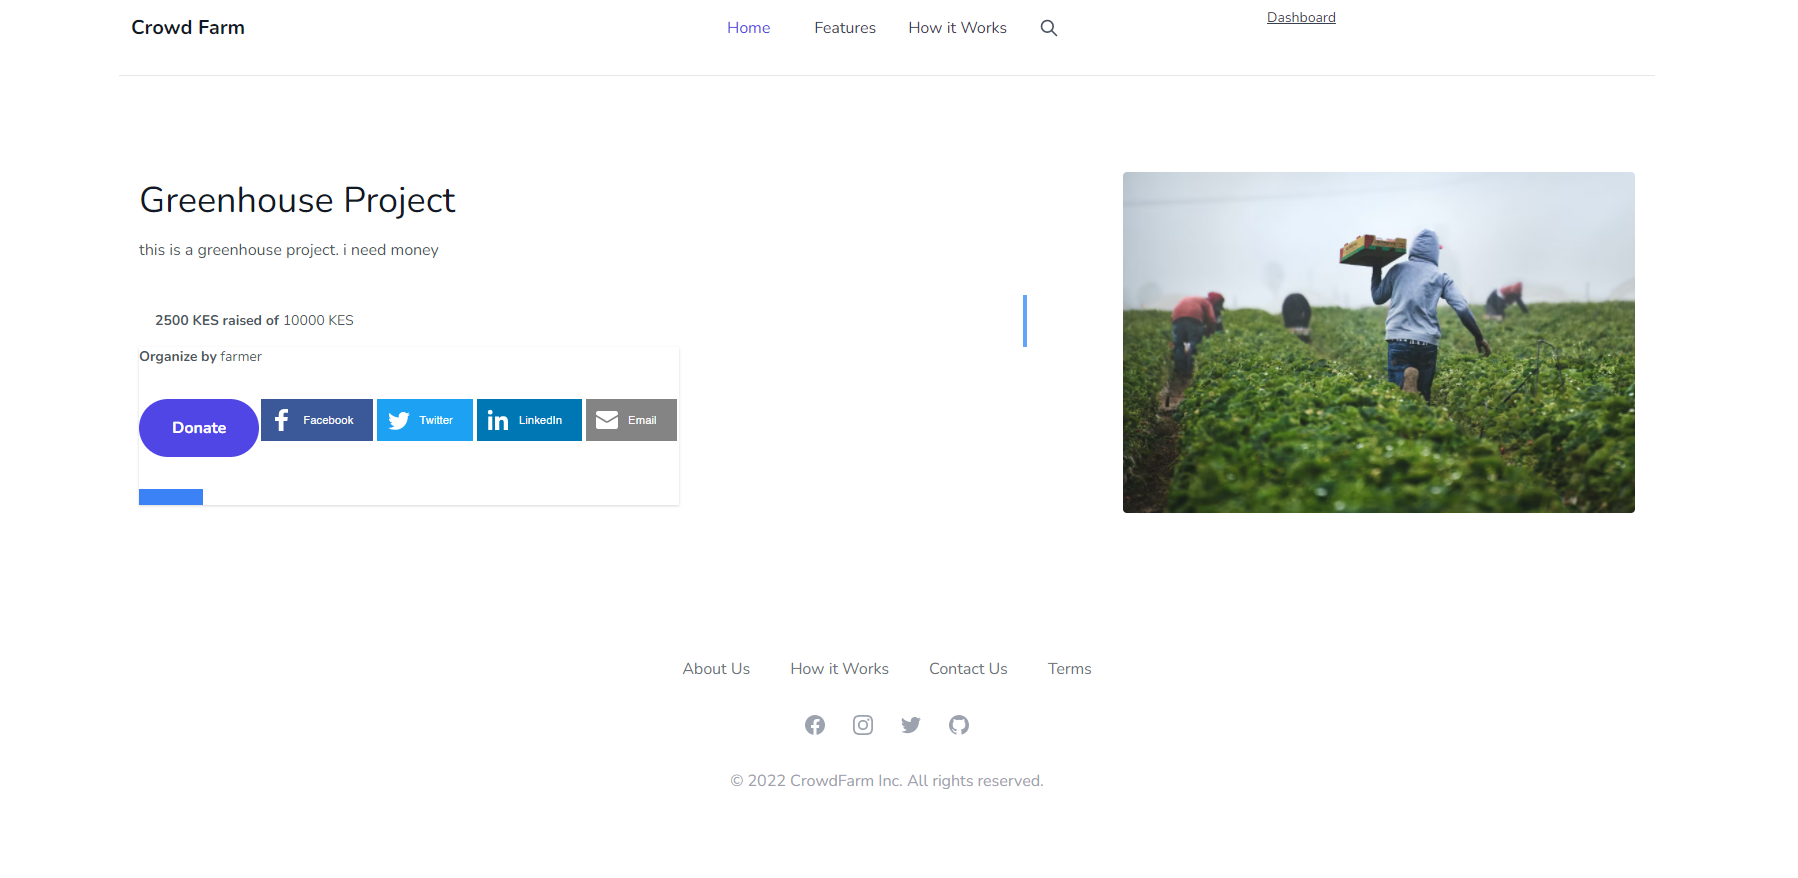 Crowd Farm Home Features How it Works Dashboard
Greenhouse Project
this is a greenhouse project. i need money
2500 KES raised of 10000 KES
Organize by farmer
Donate Facebook Twitter LinkedIn Email
About Us How it Works Contact Us Terms
© 2022 CrowdFarm Inc. All rights reserved.